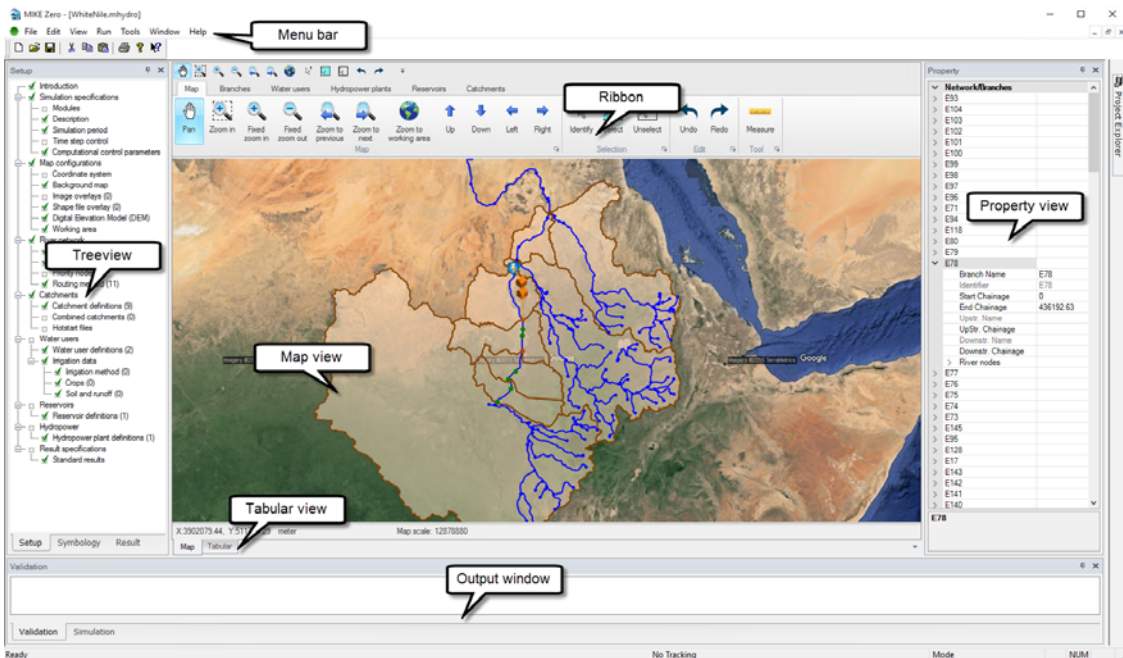 MIKE Zero - [WhiteNile.mhydro]
File Edit View Run Tools Window Help
Menu bar
Setup
Introduction
Simulation specifications
Modules
Description
Simulation period
Time step control
Computational control parameters
Map configurations
Coordinate system
Background map
Image overlays (0)
Shape file overlay (0)
Digital Elevation Model (DEM)
Working area
Treeview
Routing method (11)
Catchments
Catchment definitions (9)
Combined catchments (0)
Hotstart files
Water users
Water user definitions (2)
Irrigation data
Irrigation method (0)
Crops (0)
Soil and runoff (0)
Reservoirs
Reservoir definitions (1)
Hydropower
Hydropower plant definitions (1)
Result specifications
Standard results
Setup Symbology Result
Map Branches Water users Hydropower plants Reservoirs Catchments
Ribbon
Pan Zoom in Fixed zoom in Fixed zoom out Zoom to previous Zoom to next Zoom to working area Up Down Left Right Identify Select Unselect Undo Redo Measure
Map Selection Edit Tool
Map view
Google
Tabular view
X:3902079.44, Y:511 meter Map scale: 12878880
Map Tabular
Property
Network/Branches
E93
E104
E103
E102
E101
E100
E99
E98
E97
E96
E71
E94
E118
E80
E79
Property view
E78
Branch Name E78
Identifier E78
Start Chainage 0
End Chainage 436192.63
Upstr. Name
UpStr. Chainage
Downstr. Name
Downstr. Chainage
River nodes
E77
E76
E75
E74
E73
E145
E95
E128
E17
E143
E142
E141
E140
E78
Project Explorer
Validation
Output window
Validation Simulation
Ready No Tracking Mode NUM